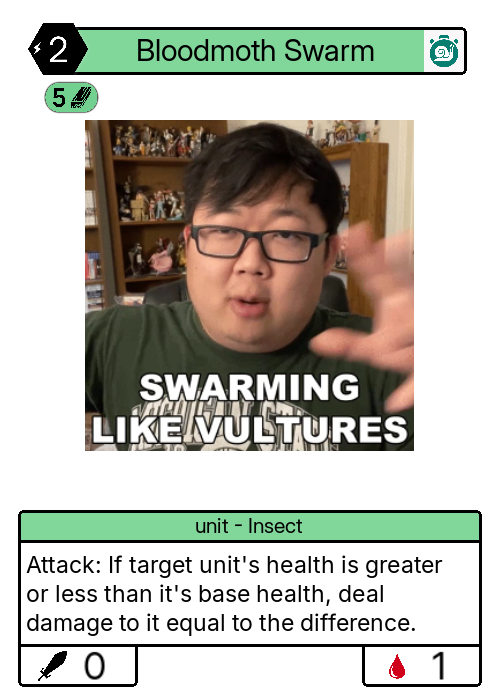 2
Bloodmoth Swarm
5
SWARMING
LIKE VULTURES
unit - Insect
Attack: If target unit's health is greater
or less than it's base health, deal
damage to it equal to the difference.
0
1